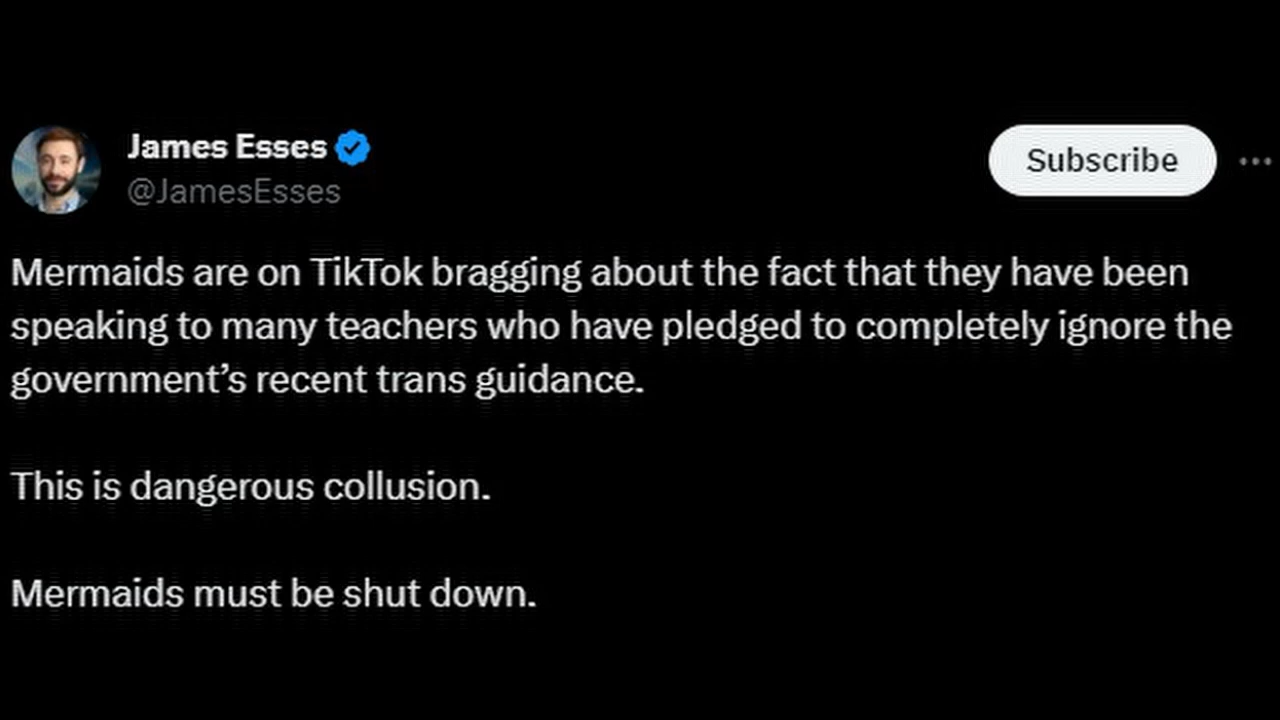 James Esses
@JamesEsses
Subscribe
Mermaids are on TikTok bragging about the fact that they have been
speaking to many teachers who have pledged to completely ignore the
government’s recent trans guidance.
This is dangerous collusion.
Mermaids must be shut down.